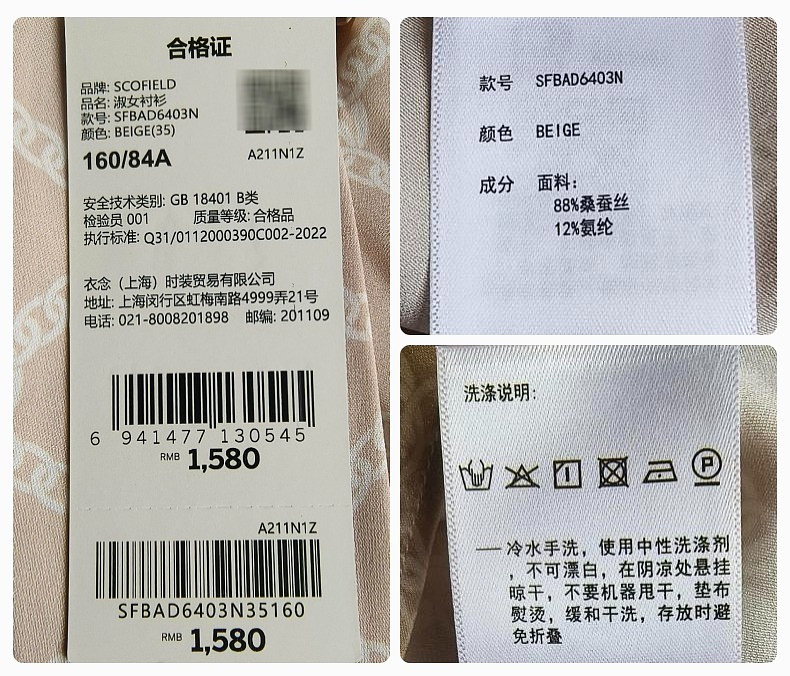 合格证
品牌: SCOFIELD
品名: 淑女衬衫
款号: SFBAD6403N
颜色: BEIGE(35)
160/84A
A211N1Z
安全技术类别: GB 18401 B类
检验员 001 质量等级: 合格品
执行标准: Q31/0112000390C002-2022
衣念（上海）时装贸易有限公司
地址: 上海闵行区虹梅南路4999弄21号
电话: 021-8008201898 邮编: 201109
6 941477 130545
RMB 1,580
A211N1Z
SFBAD6403N35160
RMB 1,580
款号 SFBAD6403N
颜色 BEIGE
成分 面料:
88%桑蚕丝
12%氨纶
洗涤说明:
P
一 冷水手洗，使用中性洗涤剂
，不可漂白，在阴凉处悬挂
晾干，不要机器甩干，垫布
熨烫，缓和干洗，存放时避
免折叠